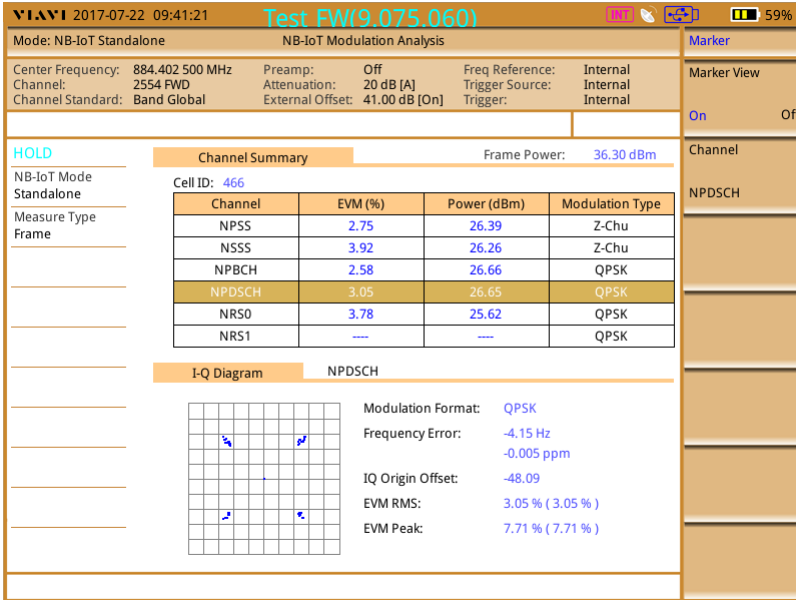 VIAVI 2017-07-22 09:41:21 Test FW(9.075.060) INT 59%
Mode: NB-IoT Standalone NB-IoT Modulation Analysis Marker
Center Frequency: 884.402 500 MHz Preamp: Off Freq Reference: Internal
Channel: 2554 FWD Attenuation: 20 dB [A] Trigger Source: Internal
Channel Standard: Band Global External Offset: 41.00 dB [On] Trigger: Internal
Marker View
On Of
HOLD
NB-IoT Mode
Standalone
Measure Type
Frame
Channel Summary Frame Power: 36.30 dBm
Cell ID: 466
Channel EVM (%) Power (dBm) Modulation Type
NPSS 2.75 26.39 Z-Chu
NSSS 3.92 26.26 Z-Chu
NPBCH 2.58 26.66 QPSK
NPDSCH 3.05 26.65 QPSK
NRS0 3.78 25.62 QPSK
NRS1 ---- ---- QPSK
I-Q Diagram NPDSCH
Modulation Format: QPSK
Frequency Error: -4.15 Hz
-0.005 ppm
IQ Origin Offset: -48.09
EVM RMS: 3.05 % ( 3.05 % )
EVM Peak: 7.71 % ( 7.71 % )
Channel
NPDSCH